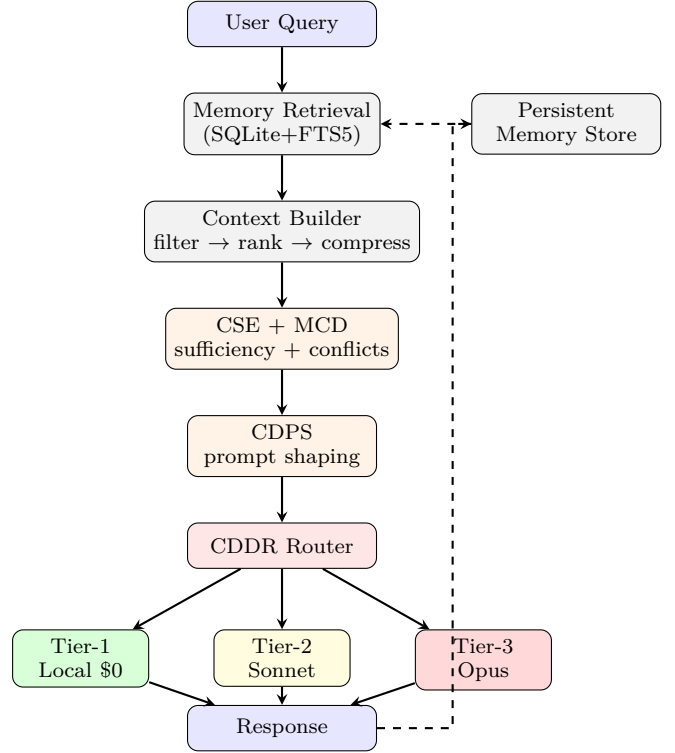 User Query
Memory Retrieval
(SQLite+FTS5)
Persistent
Memory Store
Context Builder
filter → rank → compress
CSE + MCD
sufficiency + conflicts
CDPS
prompt shaping
CDDR Router
Tier-1
Local $0
Tier-2
Sonnet
Tier-3
Opus
Response